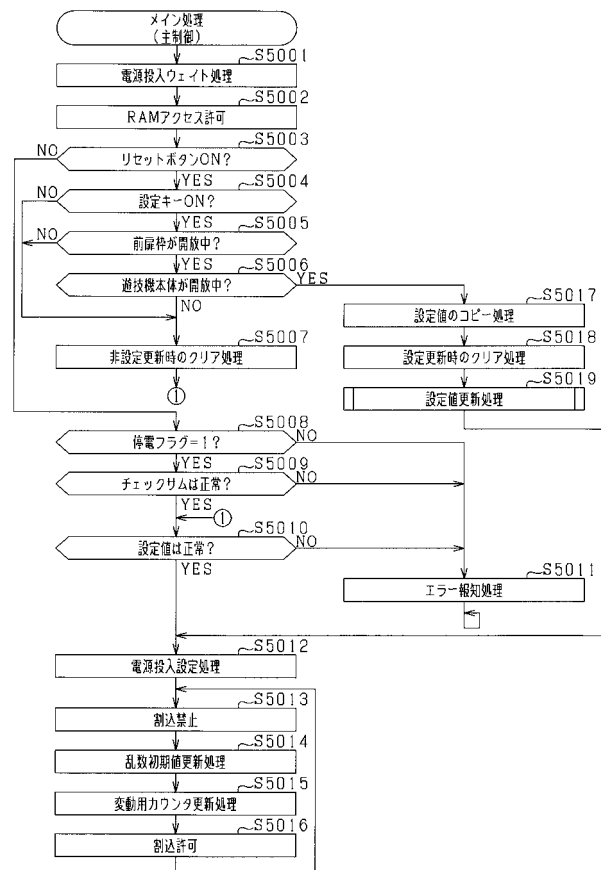 メイン処理
(主制御)
S5001
電源投入ウェイト処理
S5002
RAMアクセス許可
S5003
NO
リセットボタンON?
YES
S5004
NO
設定キーON?
YES
S5005
NO
前扉枠が開放中?
YES
S5006
遊技機本体が開放中?
YES
NO
S5017
設定値のコピー処理
S5007
非設定更新時のクリア処理
S5018
設定更新時のクリア処理
①
S5019
設定値更新処理
S5008
停電フラグ=1?
NO
YES
S5009
チェックサムは正常?
NO
YES
①
S5010
設定値は正常?
NO
YES
S5011
エラー報知処理
S5012
電源投入設定処理
S5013
割込禁止
S5014
乱数初期値更新処理
S5015
変動用カウンタ更新処理
S5016
割込許可